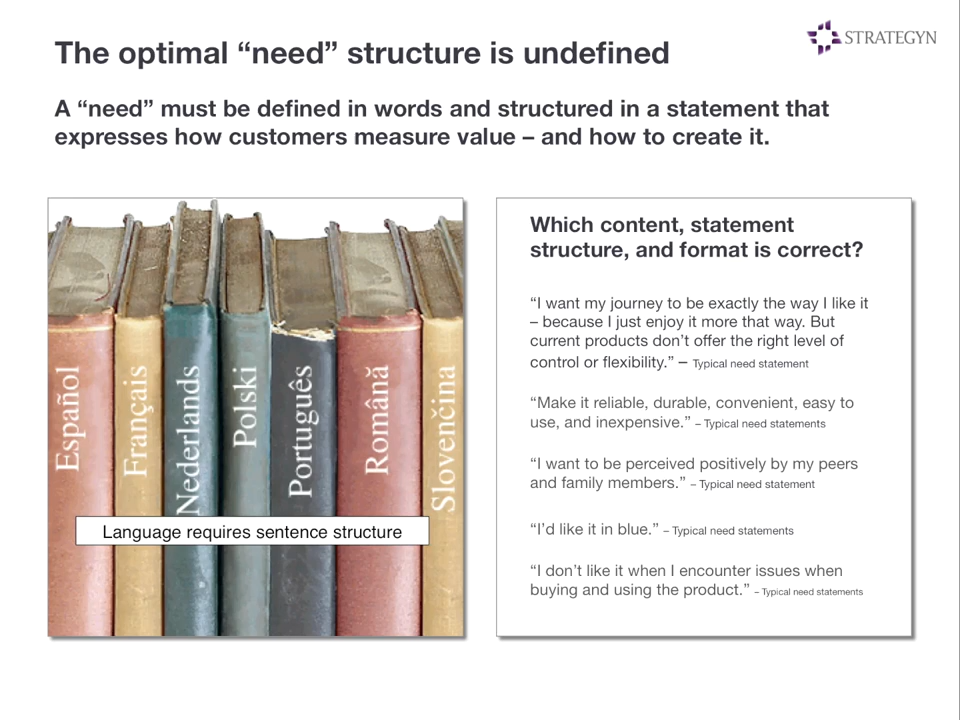 The optimal “need” structure is undefined
STRATEGYN
A “need” must be defined in words and structured in a statement that
expresses how customers measure value – and how to create it.
Español
Français
Nederlands
Polski
Português
Română
Slovenčina
Language requires sentence structure
Which content, statement
structure, and format is correct?
“I want my journey to be exactly the way I like it
– because I just enjoy it more that way. But
current products don’t offer the right level of
control or flexibility.” – Typical need statement
“Make it reliable, durable, convenient, easy to
use, and inexpensive.” – Typical need statements
“I want to be perceived positively by my peers
and family members.” – Typical need statement
“I’d like it in blue.” – Typical need statements
“I don’t like it when I encounter issues when
buying and using the product.” – Typical need statements